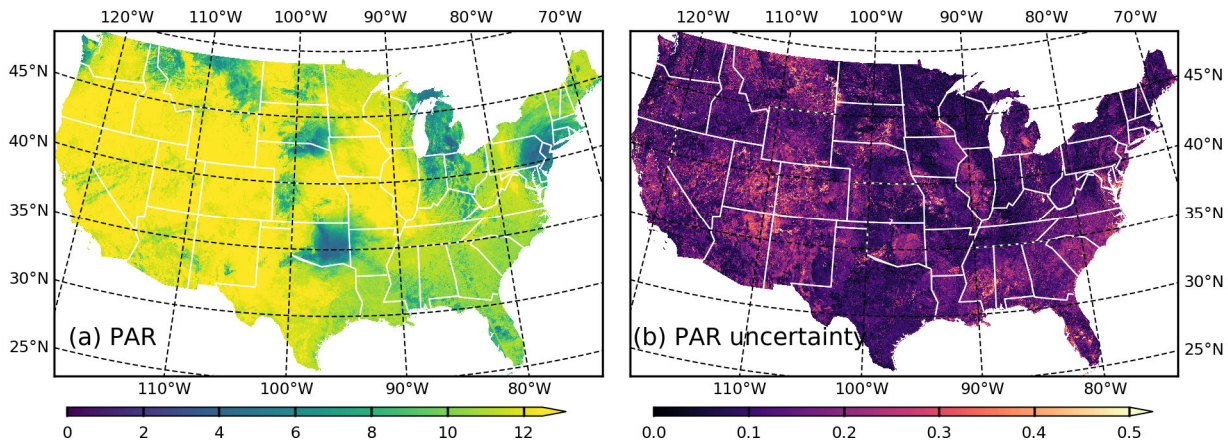 120°W 110°W 100°W 90°W 80°W 70°W
120°W 110°W 100°W 90°W 80°W 70°W
45°N 45°N
40°N 40°N
35°N 35°N
30°N 30°N
25°N 25°N
(a) PAR (b) PAR uncertainty
110°W 100°W 90°W 80°W
110°W 100°W 90°W 80°W
0 2 4 6 8 10 12
0.0 0.1 0.2 0.3 0.4 0.5